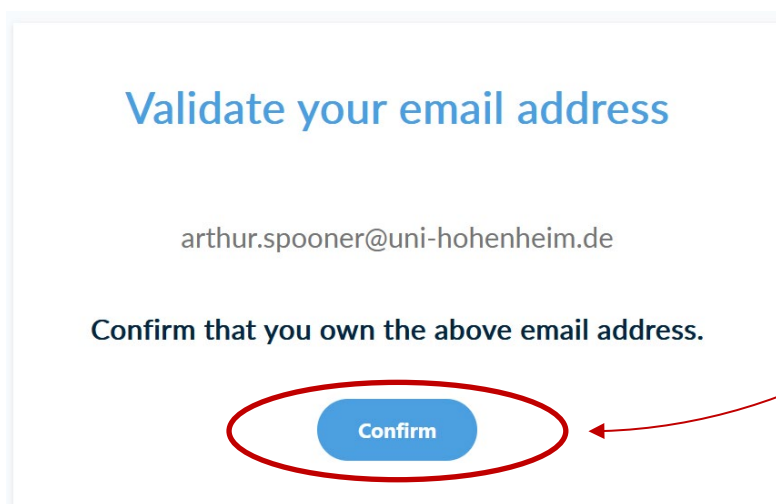 Validate your email address
arthur.spooner@uni-hohenheim.de
Confirm that you own the above email address.
Confirm